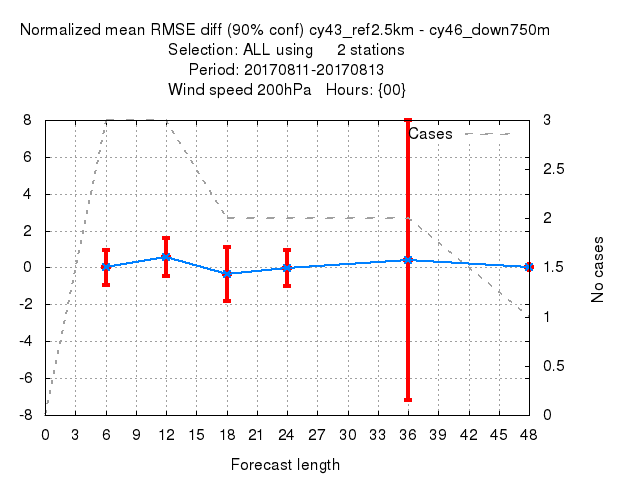 Normalized mean RMSE diff (90% conf) cy43_ref2.5km - cy46_down750m
Selection: ALL using 2 stations
Period: 20170811-20170813
Wind speed 200hPa Hours: {00}
Cases
8
6
4
2
0
-2
-4
-6
-8
3
2.5
2
1.5
1
0.5
0
No cases
0 3 6 9 12 15 18 21 24 27 30 33 36 39 42 45 48
Forecast length